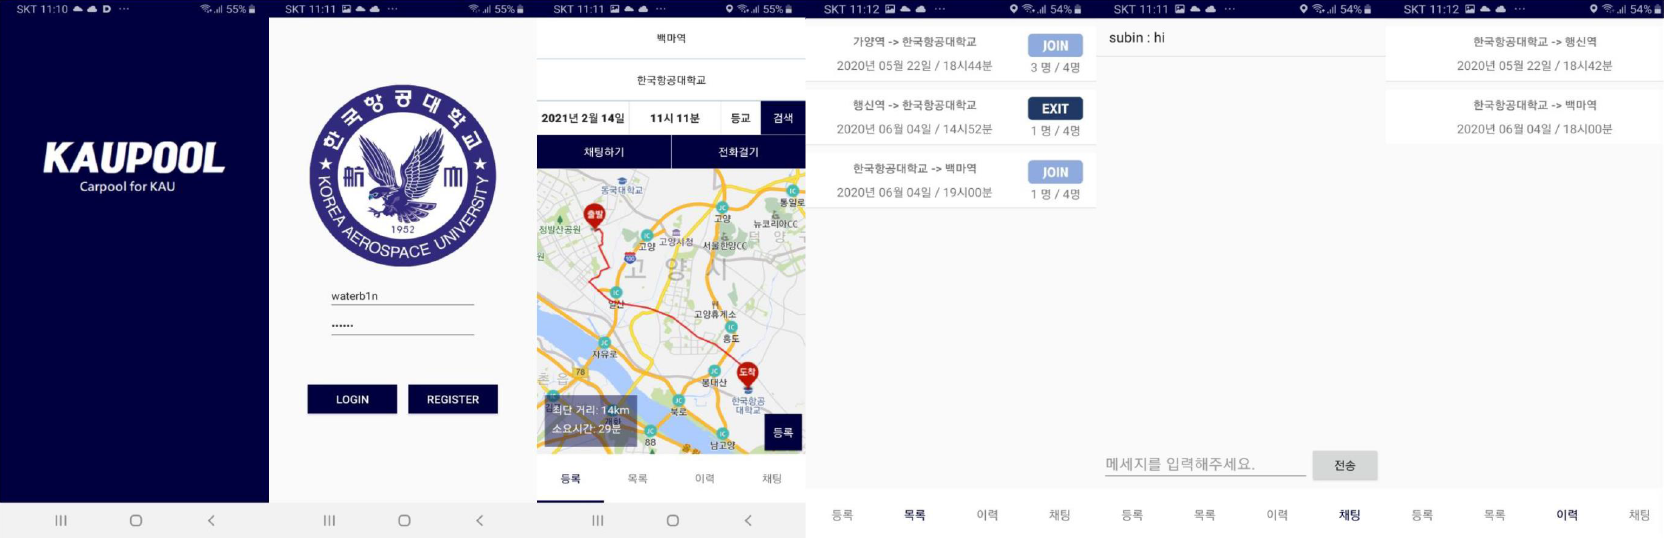 SKT 11:10 D ... 55%
KAUPOOL
Carpool for KAU
SKT 11:11 ... 55%
한국항공대학교
航大
1952
KOREA AEROSPACE UNIVERSITY
waterb1n
••••••
LOGIN REGISTER
SKT 11:11 ... 55%
백마역
한국항공대학교
2021년 2월 14일 11시 11분 등교 검색
채팅하기 전화걸기
동국대학교
JC
통일로
출발
고양
정발산공원
JC
뉴코리아CC
고양 고양시청 서울한양CC
덕양구
100
고양시
원
IC
일산
고양휴게소
IC
흥도
JC
자유로
78
JC
도착
봉대산
한국항공
대학교
최단 거리: 14km
JC
북로
소요시간: 29분
JC
88
JC
남고양
등록
등록 목록 이력 채팅
SKT 11:12 ... 54%
가양역 -> 한국항공대학교 JOIN
2020년 05월 22일 / 18시44분 3 명 / 4명
행신역 -> 한국항공대학교 EXIT
2020년 06월 04일 / 14시52분 1 명 / 4명
한국항공대학교 -> 백마역 JOIN
2020년 06월 04일 / 19시00분 1 명 / 4명
등록 목록 이력 채팅
SKT 11:11 ... 54%
subin : hi
메세지를 입력해주세요. 전송
등록 목록 이력 채팅
SKT 11:12 ... 54%
한국항공대학교 -> 행신역
2020년 05월 22일 / 18시42분
한국항공대학교 -> 백마역
2020년 06월 04일 / 18시00분
등록 목록 이력 채팅